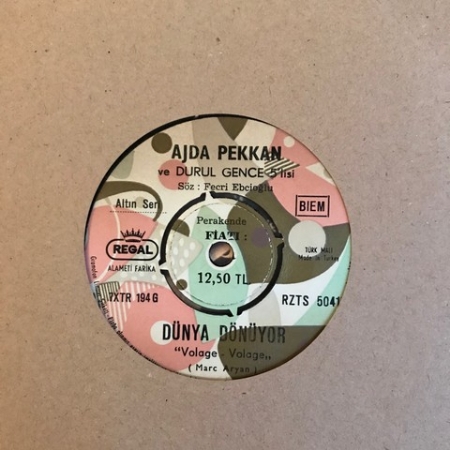 AJDA PEKKAN
ve DURUL GENCE 5 lisi
Söz : Fecri Ebcioğlu
Altın Seri
BIEM
Perakende
FİATI :
12,50 TL
REGAL
ALAMETİ FARİKA
TÜRK MALI
Made in Turkey
7XTR 194 G
RZTS 5041
DÜNYA DÖNÜYOR
"Volage - Volage„
( Marc Aryan )